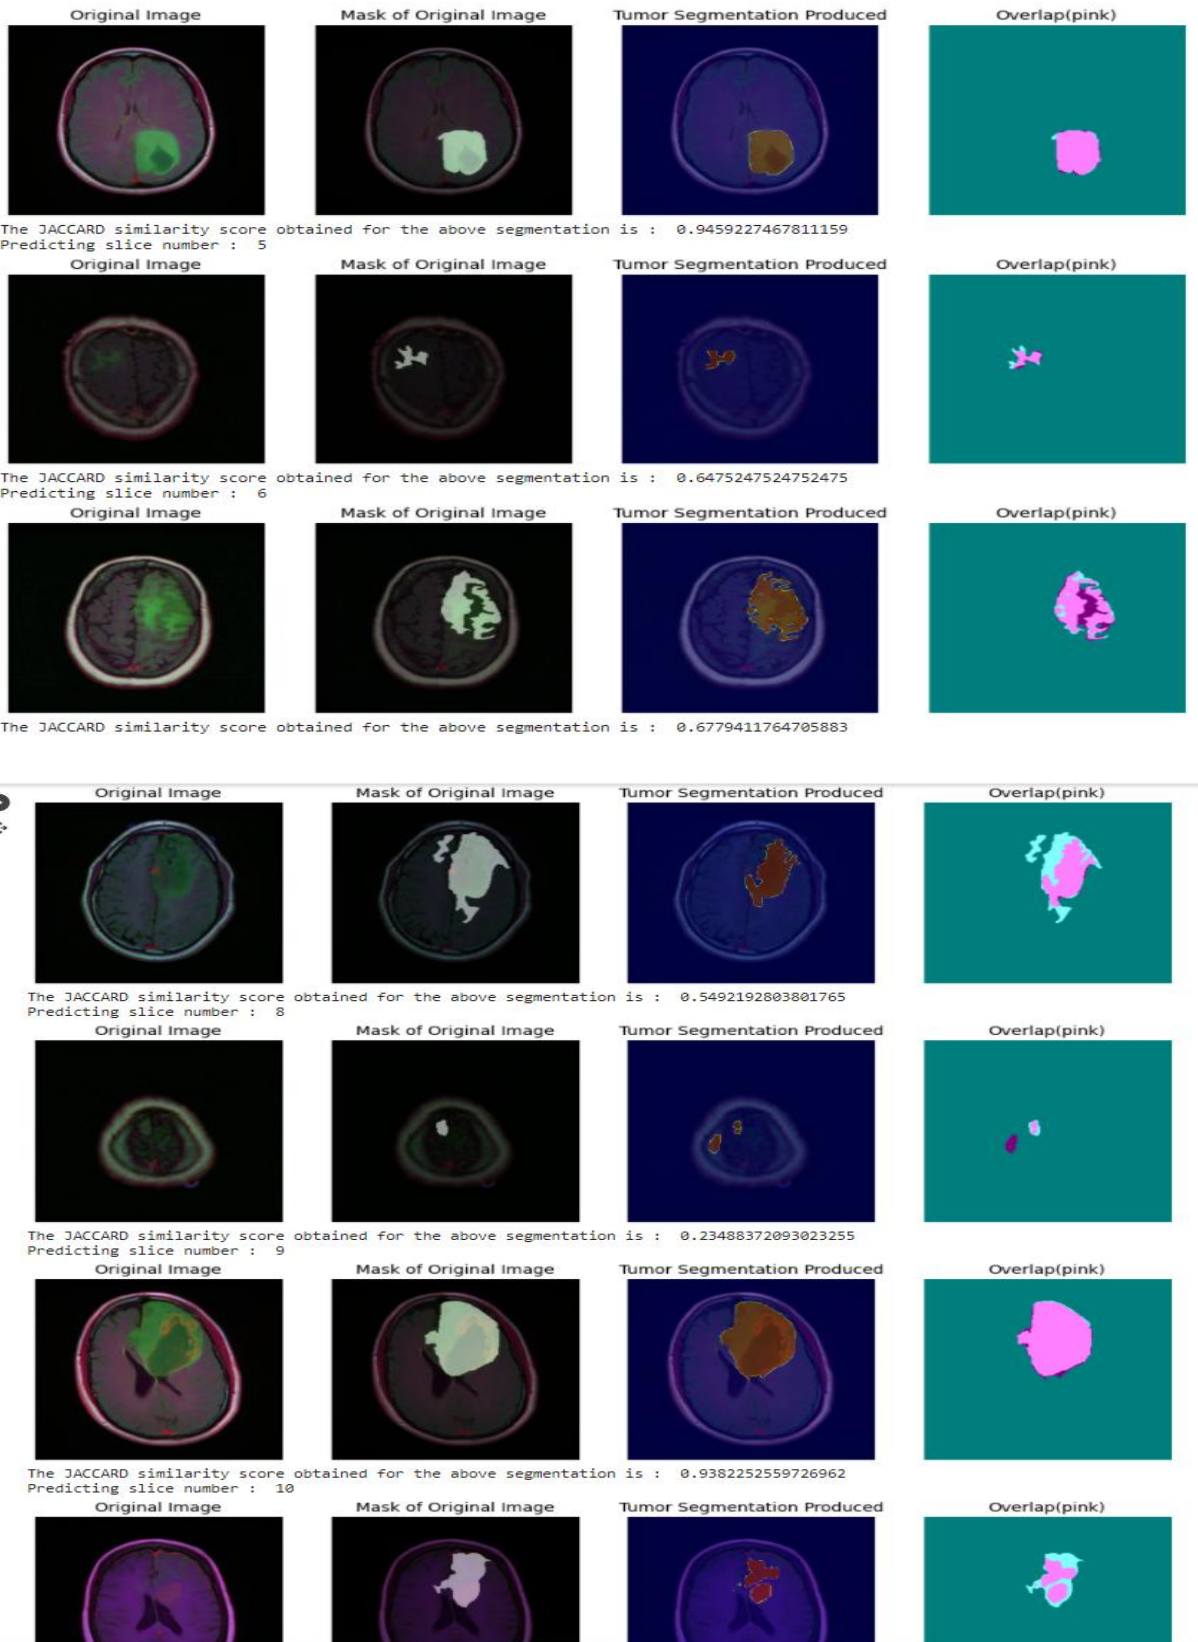 Original Image Mask of Original Image Tumor Segmentation Produced Overlap(pink)
The JACCARD similarity score obtained for the above segmentation is : 0.9459227467811159
Predicting slice number : 5
Original Image Mask of Original Image Tumor Segmentation Produced Overlap(pink)
The JACCARD similarity score obtained for the above segmentation is : 0.6475247524752475
Predicting slice number : 6
Original Image Mask of Original Image Tumor Segmentation Produced Overlap(pink)
The JACCARD similarity score obtained for the above segmentation is : 0.6779411764705883
Original Image Mask of Original Image Tumor Segmentation Produced Overlap(pink)
The JACCARD similarity score obtained for the above segmentation is : 0.5492192803801765
Predicting slice number : 8
Original Image Mask of Original Image Tumor Segmentation Produced Overlap(pink)
The JACCARD similarity score obtained for the above segmentation is : 0.23488372093023255
Predicting slice number : 9
Original Image Mask of Original Image Tumor Segmentation Produced Overlap(pink)
The JACCARD similarity score obtained for the above segmentation is : 0.9382252559726962
Predicting slice number : 10
Original Image Mask of Original Image Tumor Segmentation Produced Overlap(pink)